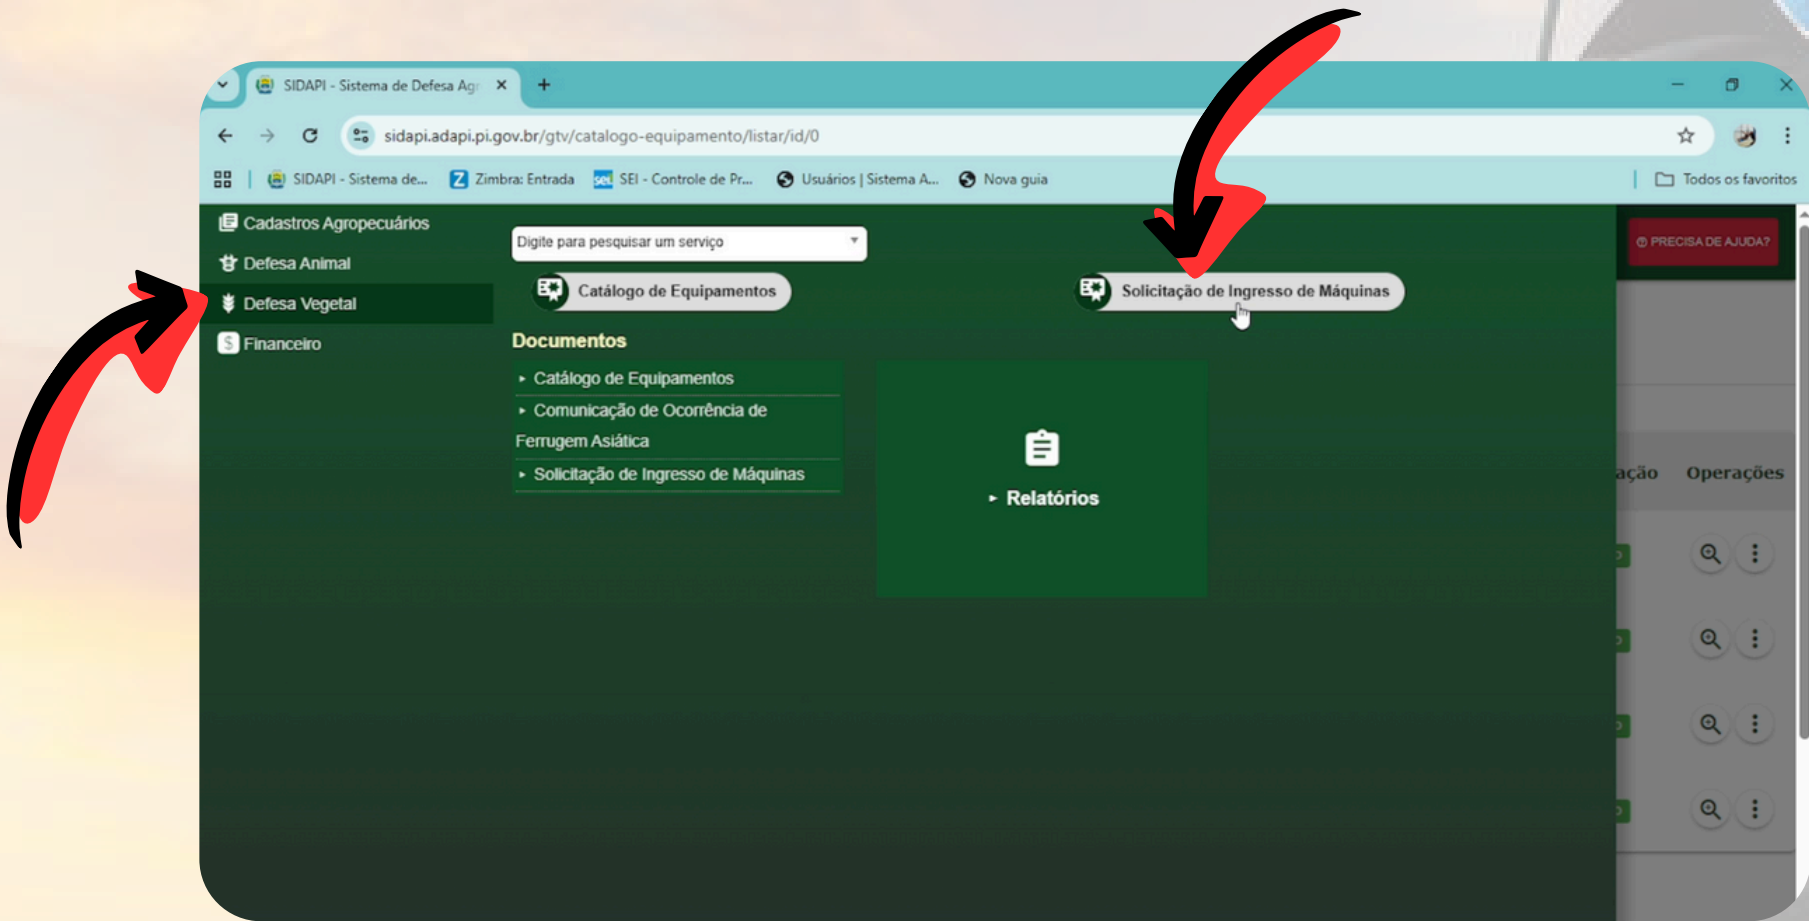 SIDAPI - Sistema de Defesa Agr
sidapi.adapi.pi.gov.br/gtv/catalogo-equipamento/listar/id/0
SIDAPI - Sistema de...
Zimbra: Entrada
sei SEI - Controle de Pr...
Usuários | Sistema A...
Nova guia
Todos os favoritos
Cadastros Agropecuários
Defesa Animal
Defesa Vegetal
$ Financeiro
Digite para pesquisar um serviço
PRECISA DE AJUDA?
Catálogo de Equipamentos
Solicitação de Ingresso de Máquinas
Documentos
Catálogo de Equipamentos
Comunicação de Ocorrência de
Ferrugem Asiática
Solicitação de Ingresso de Máquinas
Relatórios
ação Operações